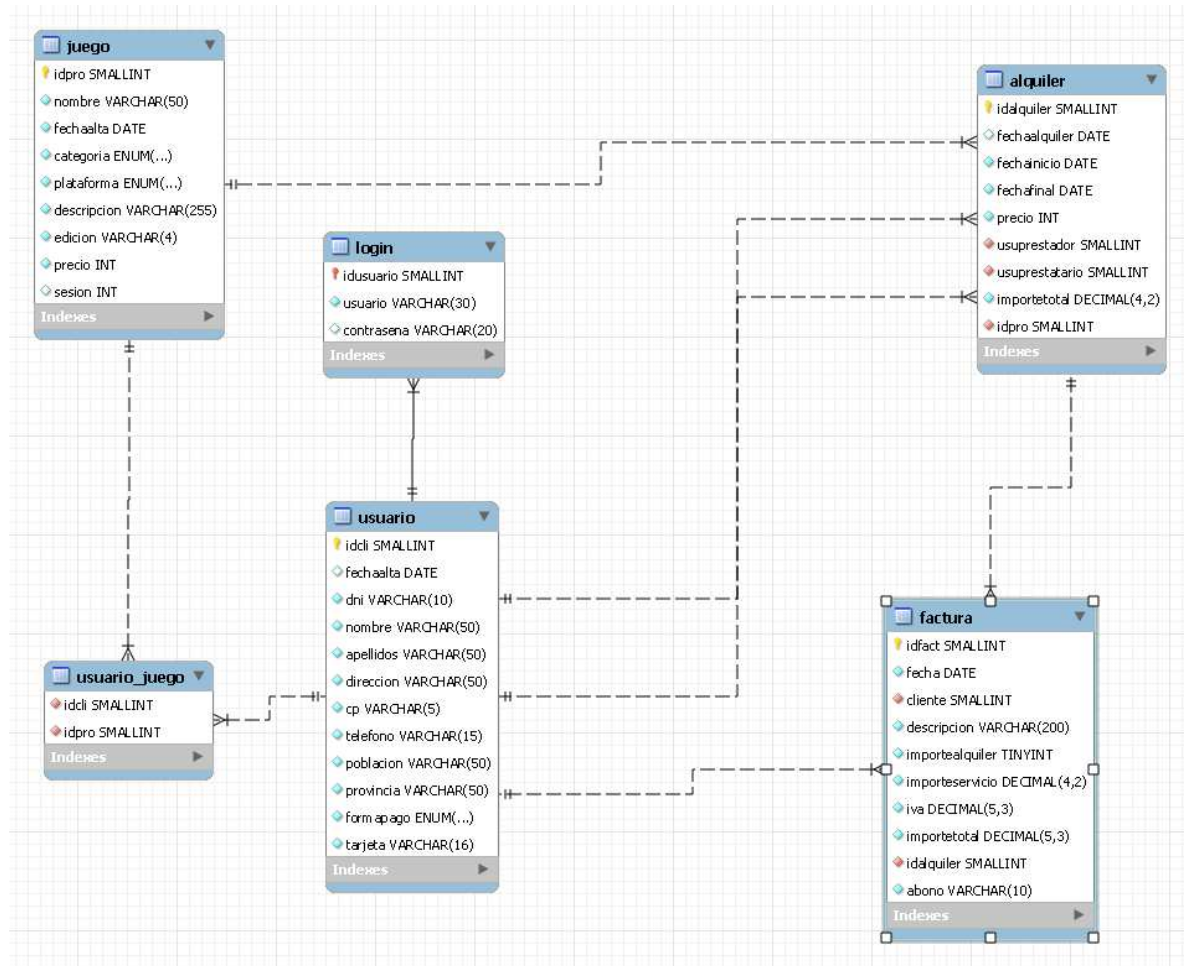 juego
idpro SMALLINT
nombre VARCHAR(50)
fechaalta DATE
categoria ENUM(...)
plataforma ENUM(...)
descripcion VARCHAR(255)
edicion VARCHAR(4)
precio INT
sesion INT
Indexes
login
idusuario SMALLINT
usuario VARCHAR(30)
contrasena VARCHAR(20)
Indexes
alquiler
idalquiler SMALLINT
fechaalquiler DATE
fechainicio DATE
fechafinal DATE
precio INT
usuprestador SMALLINT
usuprestatario SMALLINT
importetotal DECIMAL(4,2)
idpro SMALLINT
Indexes
usuario_juego
idcli SMALLINT
idpro SMALLINT
Indexes
usuario
idcli SMALLINT
fechaalta DATE
dni VARCHAR(10)
nombre VARCHAR(50)
apellidos VARCHAR(50)
direccion VARCHAR(50)
cp VARCHAR(5)
telefono VARCHAR(15)
poblacion VARCHAR(50)
provincia VARCHAR(50)
formapago ENUM(...)
tarjeta VARCHAR(16)
Indexes
factura
idfact SMALLINT
fecha DATE
cliente SMALLINT
descripcion VARCHAR(200)
importealquiler TINYINT
importeservicio DECIMAL(4,2)
iva DECIMAL(5,3)
importetotal DECIMAL(5,3)
idalquiler SMALLINT
abono VARCHAR(10)
Indexes